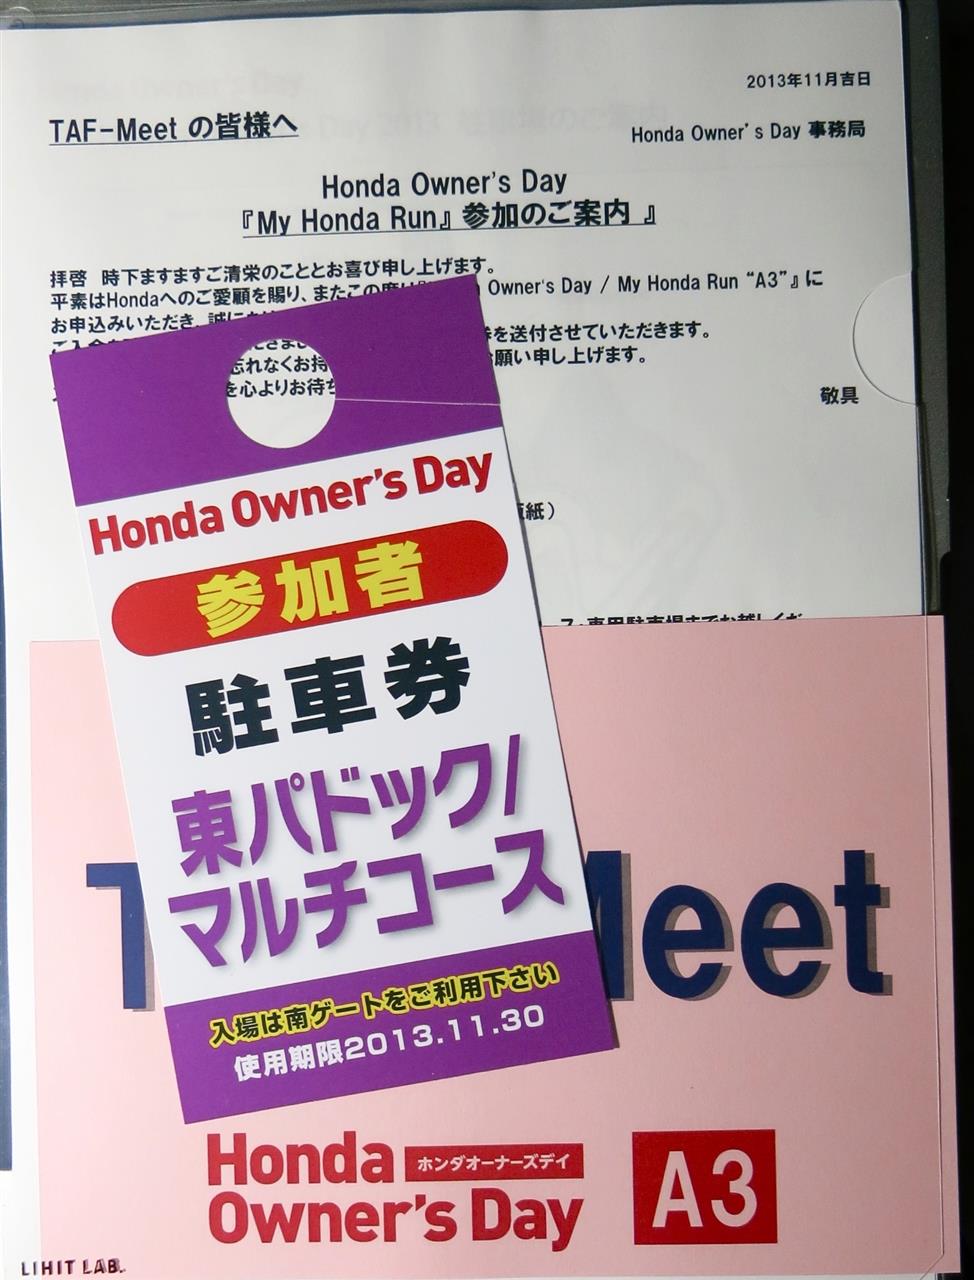 2013年11月吉日
TAF-Meet の皆様へ
Honda Owner's Day 事務局
Honda Owner's Day
『My Honda Run』 参加のご案内 』
拝啓 時下ますますご清栄のこととお喜び申し上げます。
平素はHondaへのご愛顧を賜り、またこの度は Owner's Day / My Honda Run “A3”』 に
お申込みいただき、誠に
を送付させていただきます。
忘れなくお持 お願い申し上げます。
を心よりお待ち
敬具
紙）
Honda Owner's Day
参加者
駐車券
東パドック/
マルチコース
入場は南ゲートをご利用下さい
使用期限2013.11.30
Meet
Honda
ホンダオーナーズデイ
Owner's Day
A3
LIHIT LAB.